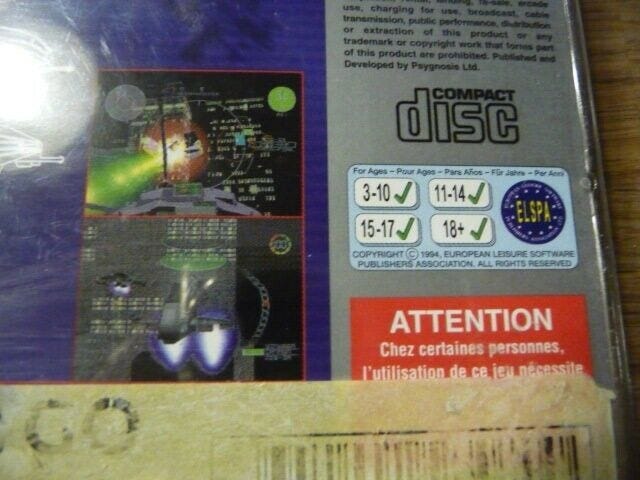 use, charging for use, broadcast, cable
transmission, public performance, distribution
or extraction of this product or any
trademark or copyright work that forms part
of this product are prohibited. Published and
Developed by Psygnosis Ltd.
COMPACT
disc
For Ages – Pour Ages – Para Años – Für Jahre – Per Anni
3-10 11-14
15-17 18+
ELSPA
COPYRIGHT © 1994, EUROPEAN LEISURE SOFTWARE
PUBLISHERS ASSOCIATION. ALL RIGHTS RESERVED
ATTENTION
Chez certaines personnes,
l'utilisation de ce jeu nécessite